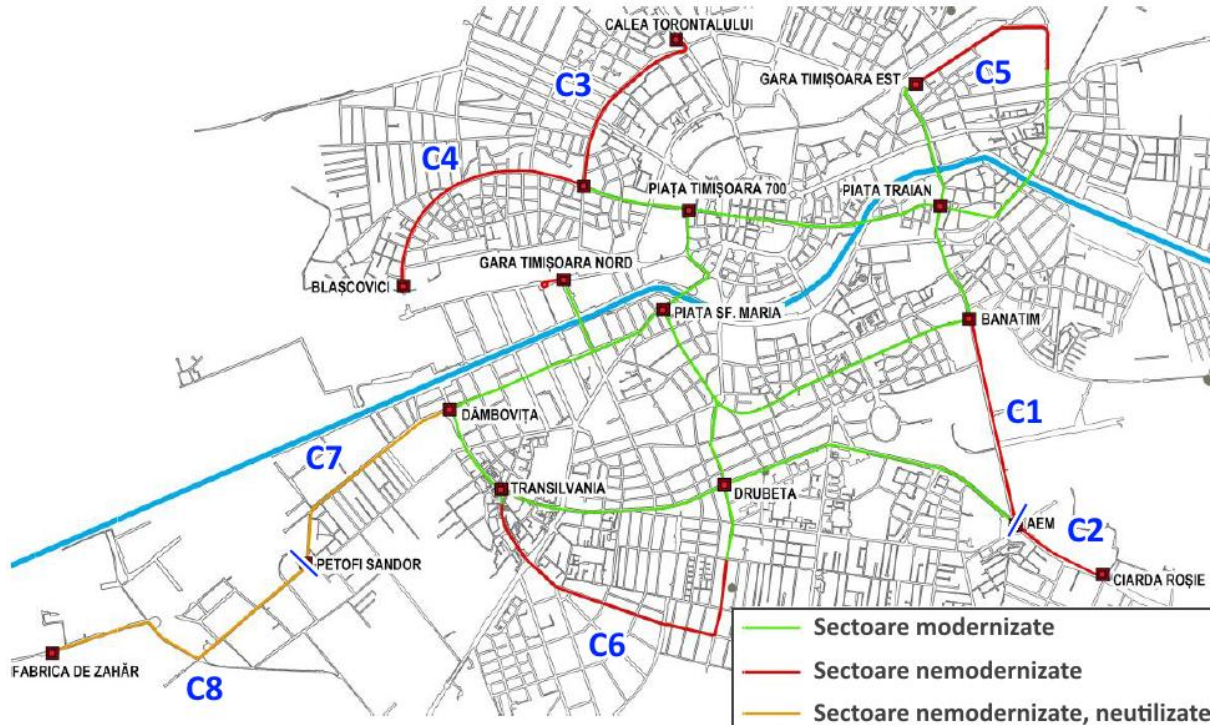 CALEA TORONTALULUI
C3
GARA TIMIȘOARA EST
C5
C4
PIAȚA TIMIȘOARA 700
PIAȚA TRAIAN
GARA TIMIȘOARA NORD
BLAȘCOVICI
PIAȚA SF. MARIA
BANATIM
C1
DÂMBOVIȚA
C7
TRANSILVANIA
DRUBETA
AEM
C2
PETOFI SANDOR
CIARDA ROȘIE
C6
Sectoare modernizate
FABRICA DE ZAHĂR
Sectoare nemodernizate
C8
Sectoare nemodernizate, neutilizate